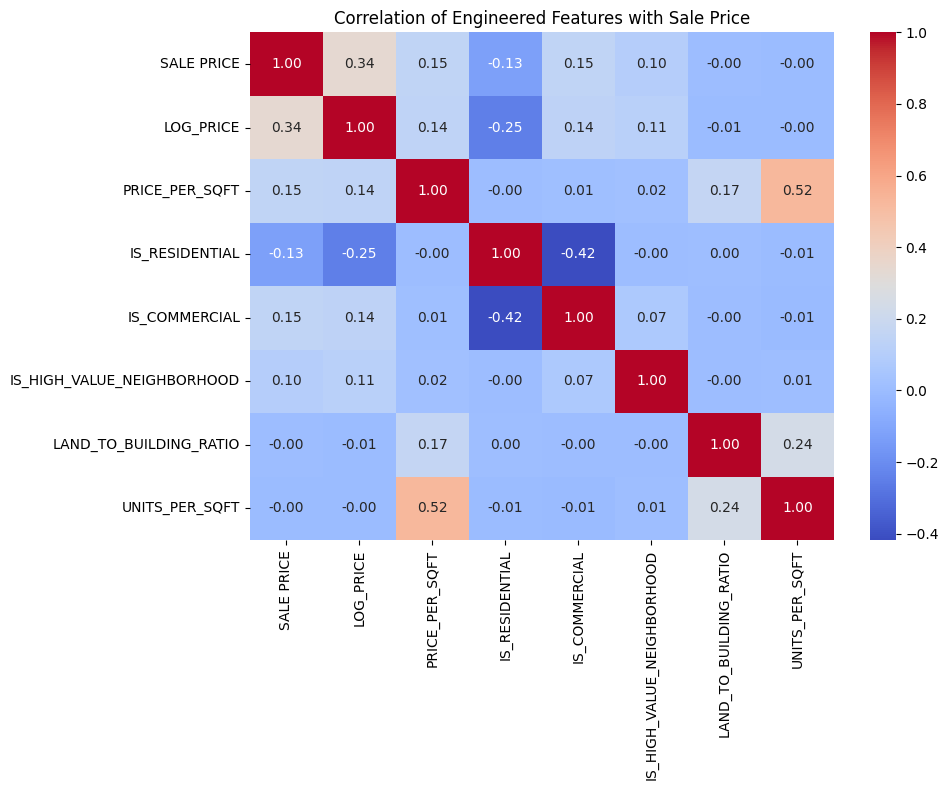 Correlation of Engineered Features with Sale Price
SALE PRICE 1.00 0.34 0.15 -0.13 0.15 0.10 -0.00 -0.00
LOG_PRICE 0.34 1.00 0.14 -0.25 0.14 0.11 -0.01 -0.00
PRICE_PER_SQFT 0.15 0.14 1.00 -0.00 0.01 0.02 0.17 0.52
IS_RESIDENTIAL -0.13 -0.25 -0.00 1.00 -0.42 -0.00 0.00 -0.01
IS_COMMERCIAL 0.15 0.14 0.01 -0.42 1.00 0.07 -0.00 -0.01
IS_HIGH_VALUE_NEIGHBORHOOD 0.10 0.11 0.02 -0.00 0.07 1.00 -0.00 0.01
LAND_TO_BUILDING_RATIO -0.00 -0.01 0.17 0.00 -0.00 -0.00 1.00 0.24
UNITS_PER_SQFT -0.00 -0.00 0.52 -0.01 -0.01 0.01 0.24 1.00
SALE PRICE
LOG_PRICE
PRICE_PER_SQFT
IS_RESIDENTIAL
IS_COMMERCIAL
IS_HIGH_VALUE_NEIGHBORHOOD
LAND_TO_BUILDING_RATIO
UNITS_PER_SQFT
1.0
0.8
0.6
0.4
0.2
0.0
−0.2
−0.4